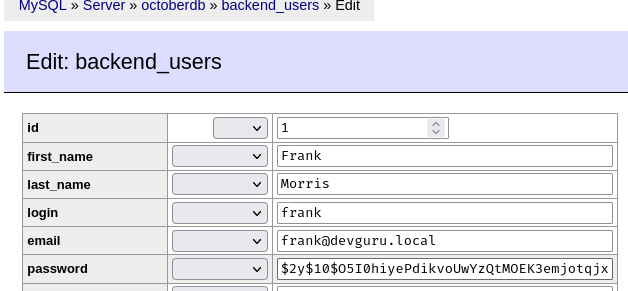 MySQL » Server » octoberdb » backend_users » Edit
Edit: backend_users
id 1
first_name Frank
last_name Morris
login frank
email frank@devguru.local
password $2y$10$O5I0hiyePdikvoUwYzQtMOEK3emjotqjx